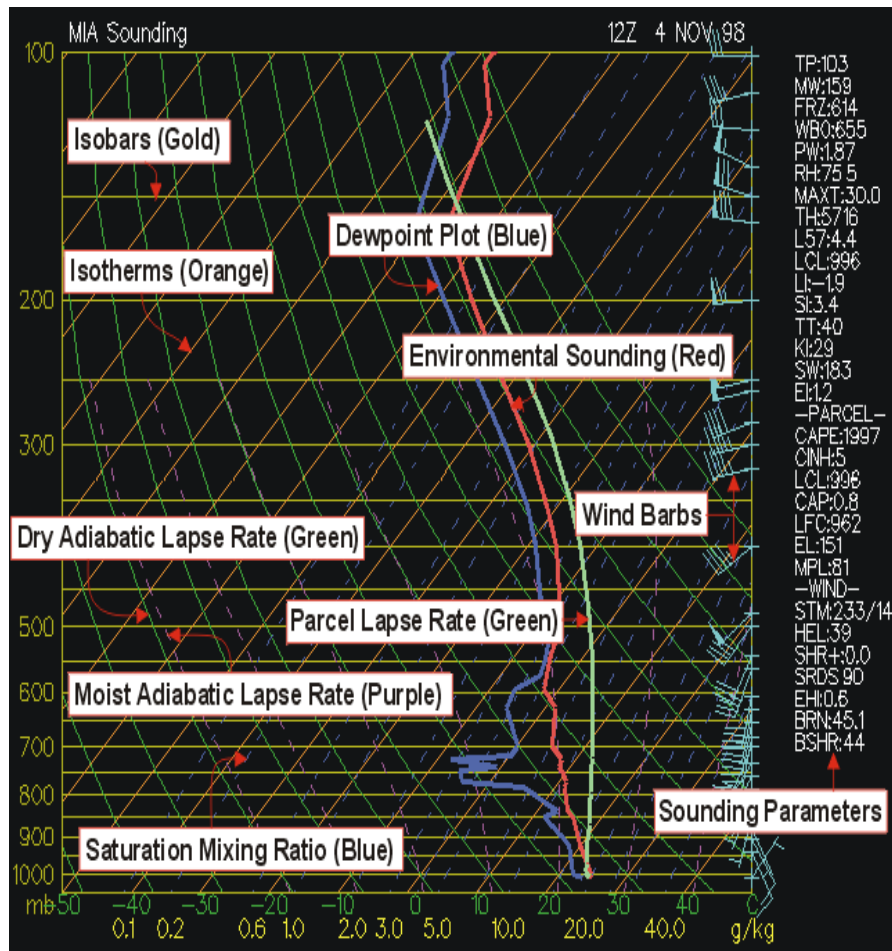 MIA Sounding
12Z 4 NOV 98
100
Isobars (Gold)
Dewpoint Plot (Blue)
Isotherms (Orange)
200
Environmental Sounding (Red)
300
Wind Barbs
Dry Adiabatic Lapse Rate (Green)
Parcel Lapse Rate (Green)
500
Moist Adiabatic Lapse Rate (Purple)
600
700
800
Sounding Parameters
900
Saturation Mixing Ratio (Blue)
1000
mb -50 -40 -30 -20 -10 0 10 20 30 C
0.1 0.2 0.6 1.0 2.0 3.0 5.0 10.0 20.0 40.0 g/kg
TP:103
MW:159
FRZ:614
WB0:655
PW:1.87
RH:75.5
MAXT:30.0
TH:5716
L57:4.4
LCL:996
LI:-1.9
SI:3.4
TT:40
KI:29
SW:183
EI:1.2
-PARCEL-
CAPE:1997
CINH:5
LCL:996
CAP:0.8
LFC:962
EL:151
MPL:81
-WIND-
STM:233/14
HEL:39
SHR+:0.0
SRDS:90
EHI:0.6
BRN:45.1
BSHR:44